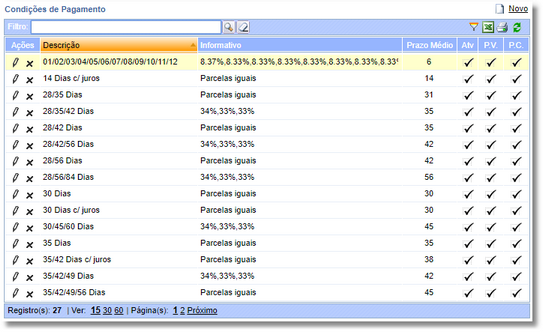 Condições de Pagamento Novo
Filtro:
Ações Descrição Informativo Prazo Médio Atv P.V. P.C.
01/02/03/04/05/06/07/08/09/10/11/12 8.37%,8.33%,8.33%,8.33%,8.33%,8.33%,8.33%,8.33% 6
14 Dias c/ juros Parcelas iguais 14
28/35 Dias Parcelas iguais 31
28/35/42 Dias 34%,33%,33% 35
28/42 Dias Parcelas iguais 35
28/42/56 Dias 34%,33%,33% 42
28/56 Dias Parcelas iguais 42
28/56/84 Dias 34%,33%,33% 56
30 Dias Parcelas iguais 30
30 Dias c/ juros Parcelas iguais 30
30/45/60 Dias 34%,33%,33% 45
35 Dias Parcelas iguais 35
35/42 Dias c/ juros Parcelas iguais 38
35/42/49 Dias 34%,33%,33% 42
35/42/49/56 Dias Parcelas iguais 45
Registro(s): 27 | Ver: 15 30 60 | Página(s): 1 2 Próximo